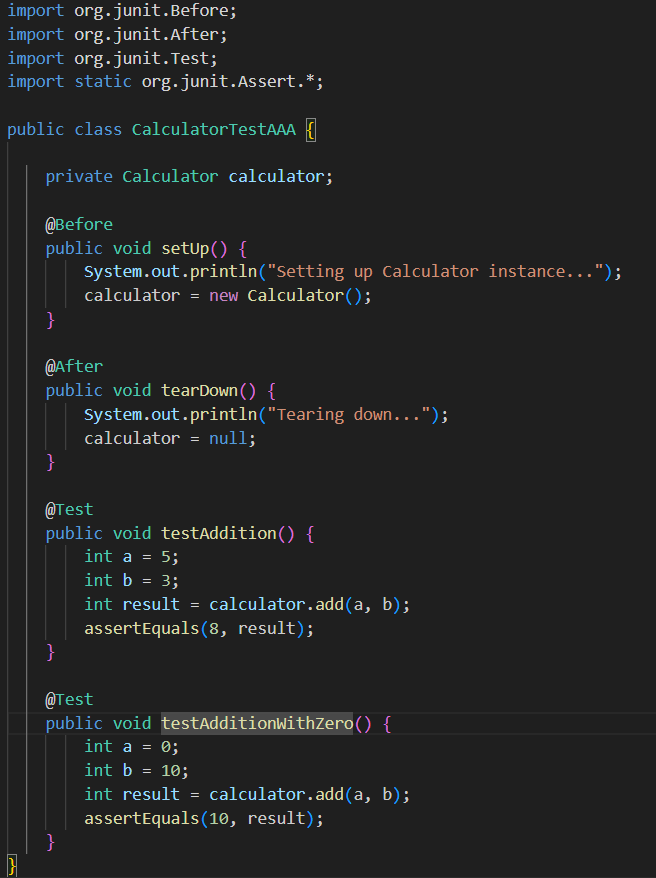 import org.junit.Before;
import org.junit.After;
import org.junit.Test;
import static org.junit.Assert.*;

public class CalculatorTestAAA {

    private Calculator calculator;

    @Before
    public void setUp() {
        System.out.println("Setting up Calculator instance...");
        calculator = new Calculator();
    }

    @After
    public void tearDown() {
        System.out.println("Tearing down...");
        calculator = null;
    }

    @Test
    public void testAddition() {
        int a = 5;
        int b = 3;
        int result = calculator.add(a, b);
        assertEquals(8, result);
    }

    @Test
    public void testAdditionWithZero() {
        int a = 0;
        int b = 10;
        int result = calculator.add(a, b);
        assertEquals(10, result);
    }
}